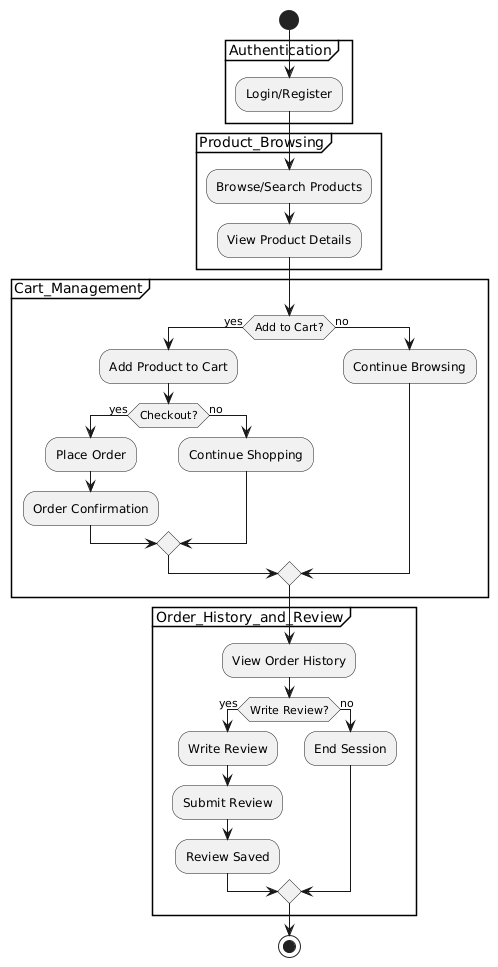 Authentication
Login/Register
Product_Browsing
Browse/Search Products
View Product Details
Cart_Management
yes
Add to Cart?
no
Add Product to Cart
Continue Browsing
yes
Checkout?
no
Place Order
Continue Shopping
Order Confirmation
Order_History_and_Review
View Order History
yes
Write Review?
no
Write Review
End Session
Submit Review
Review Saved